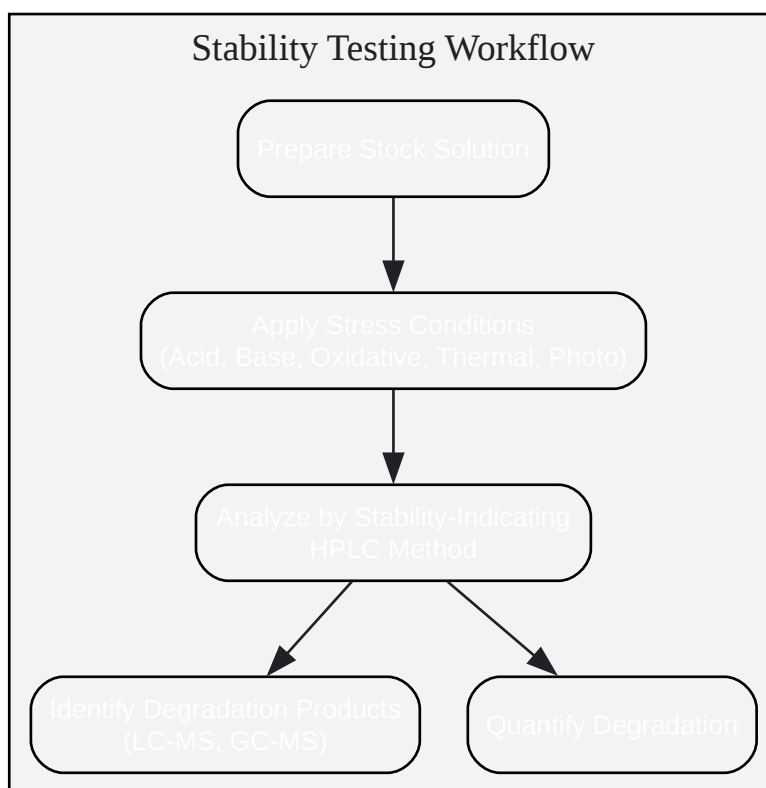 Stability Testing Workflow
Prepare Stock Solution
Apply Stress Conditions
(Acid, Base, Oxidative, Thermal, Photo)
Analyze by Stability-Indicating
HPLC Method
Identify Degradation Products
(LC-MS, GC-MS)
Quantify Degradation